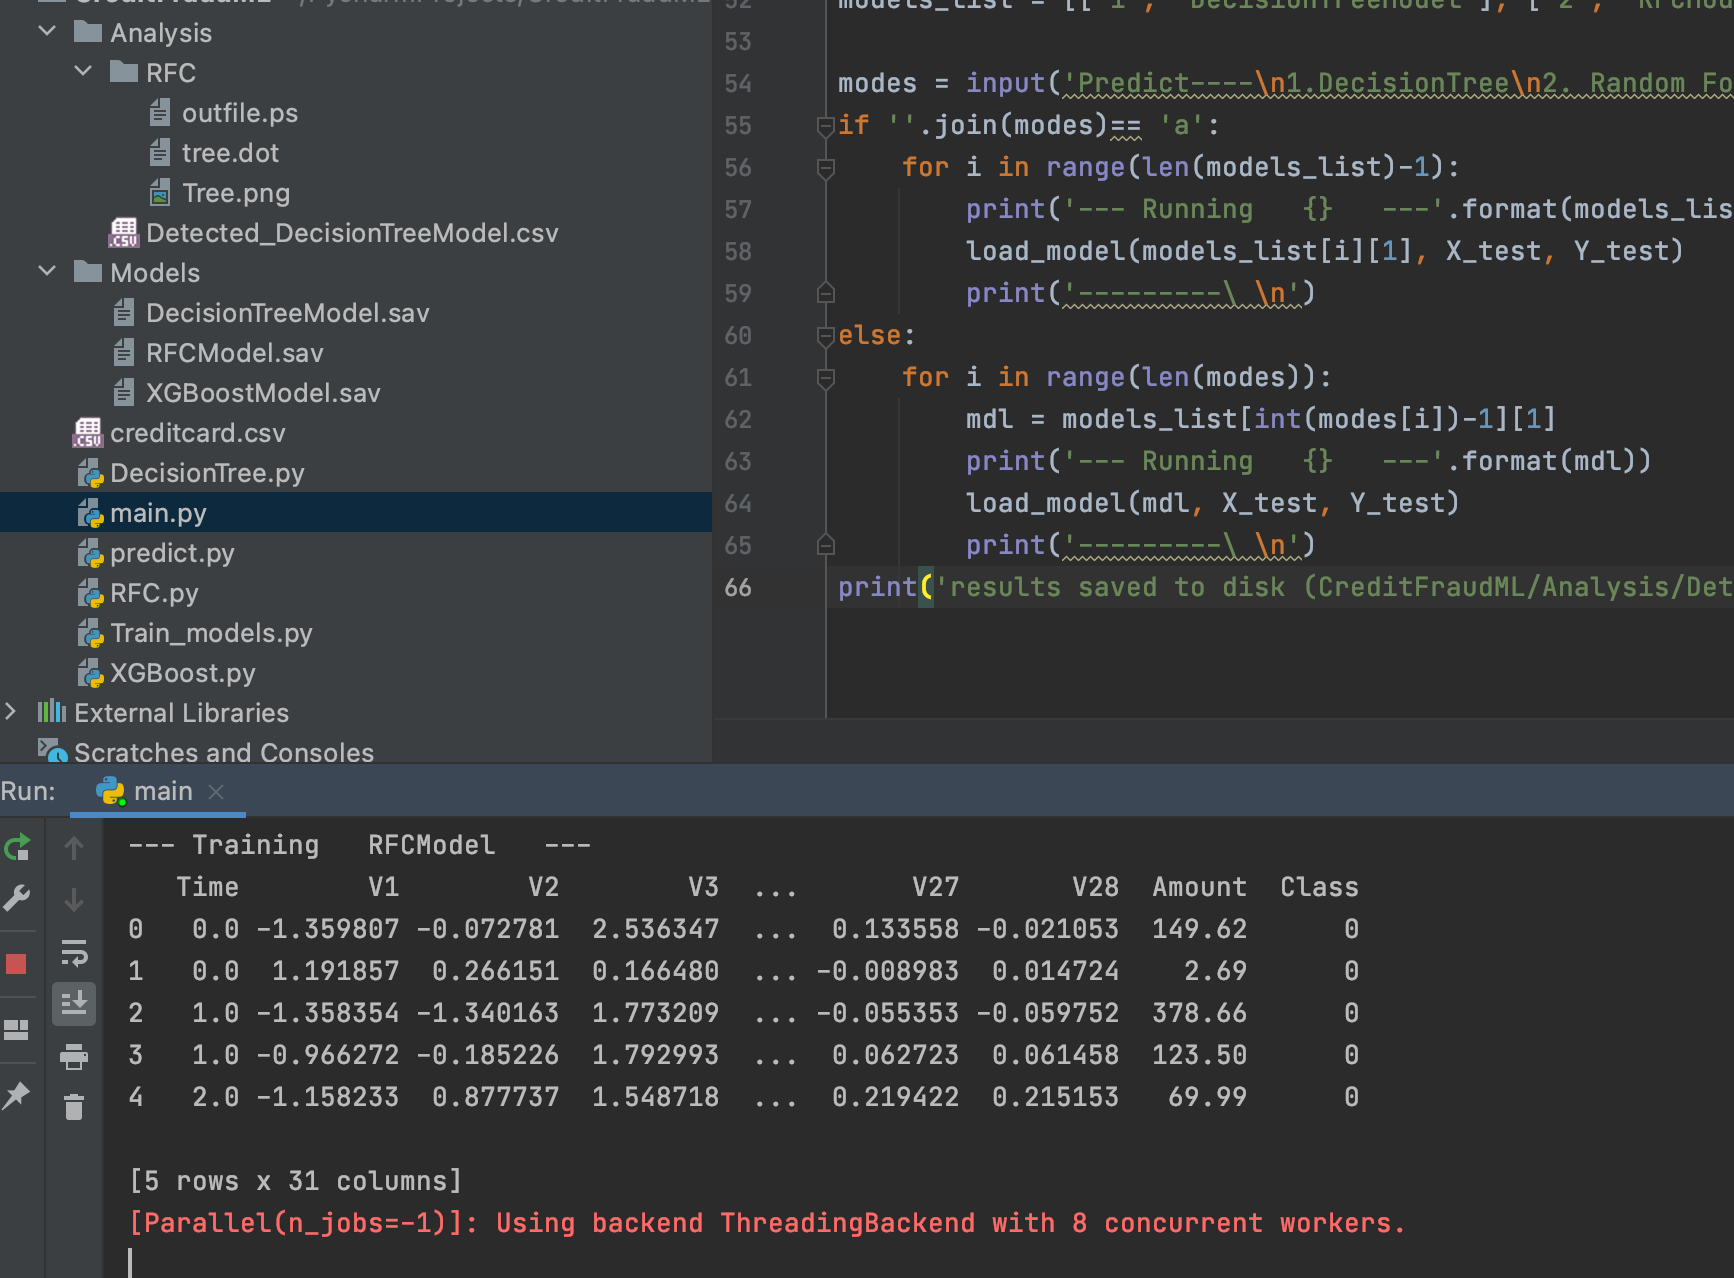 Analysis
RFC
outfile.ps
tree.dot
Tree.png
Detected_DecisionTreeModel.csv
Models
DecisionTreeModel.sav
RFCModel.sav
XGBoostModel.sav
creditcard.csv
DecisionTree.py
main.py
predict.py
RFC.py
Train_models.py
XGBoost.py
External Libraries
Scratches and Consoles
52 models_list = [['1', 'DecisionTreeModel'], ['2',
53
54 modes = input('Predict----\n1.DecisionTree\n2. Random Fo
55 if ''.join(modes)== 'a':
56 for i in range(len(models_list)-1):
57 print('--- Running   {}   ---'.format(models_lis
58 load_model(models_list[i][1], X_test, Y_test)
59 print('---------\ \n')
60 else:
61 for i in range(len(modes)):
62 mdl = models_list[int(modes[i])-1][1]
63 print('--- Running   {}   ---'.format(mdl))
64 load_model(mdl, X_test, Y_test)
65 print('---------\ \n')
66 print('results saved to disk (CreditFraudML/Analysis/Det
Run: main
--- Training   RFCModel   ---
Time V1 V2 V3 ... V27 V28 Amount Class
0 0.0 -1.359807 -0.072781 2.536347 ... 0.133558 -0.021053 149.62 0
1 0.0 1.191857 0.266151 0.166480 ... -0.008983 0.014724 2.69 0
2 1.0 -1.358354 -1.340163 1.773209 ... -0.055353 -0.059752 378.66 0
3 1.0 -0.966272 -0.185226 1.792993 ... 0.062723 0.061458 123.50 0
4 2.0 -1.158233 0.877737 1.548718 ... 0.219422 0.215153 69.99 0
[5 rows x 31 columns]
[Parallel(n_jobs=-1)]: Using backend ThreadingBackend with 8 concurrent workers.